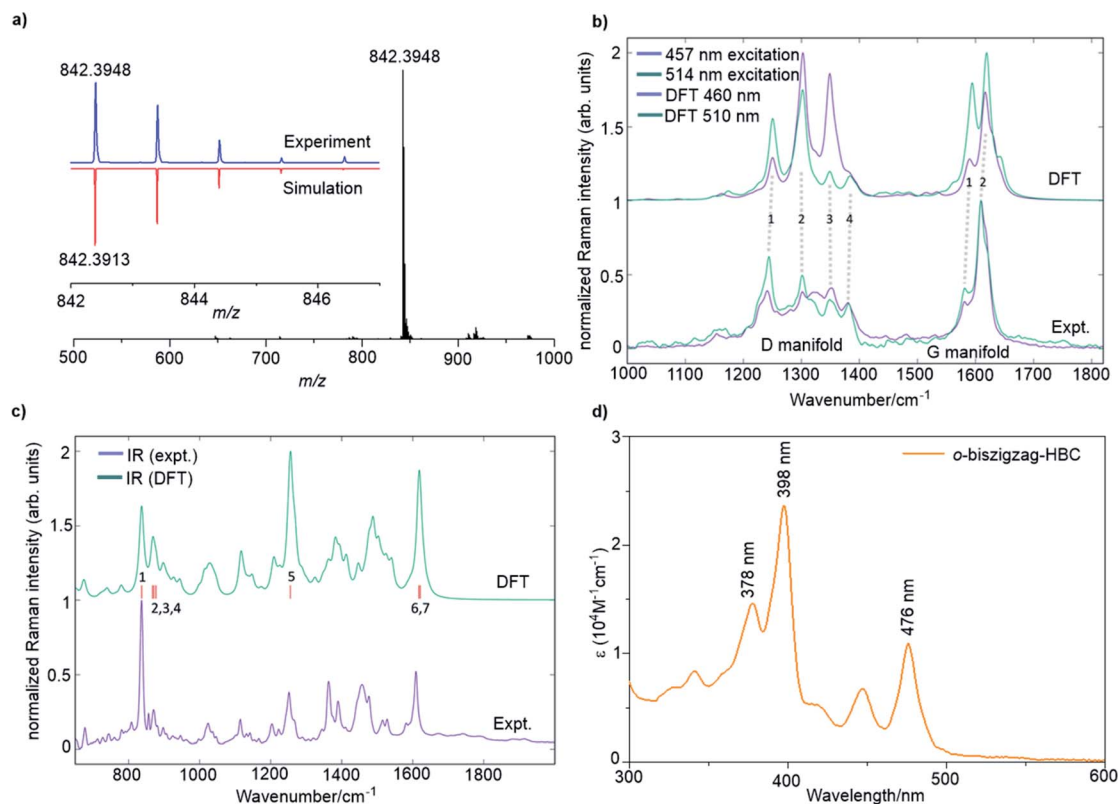 a)
842.3948
842.3948
Experiment
Simulation
842.3913
842 844 846
m/z
500 600 700 800 900 1000
m/z
b)
457 nm excitation
514 nm excitation
DFT 460 nm
DFT 510 nm
normalized Raman intensity (arb. units)
2
1.5
1
0.5
0
DFT
1 2 3 4 1 2
Expt.
D manifold G manifold
1000 1100 1200 1300 1400 1500 1600 1700 1800
Wavenumber/cm-1
c)
IR (expt.)
IR (DFT)
normalized Raman intensity (arb. units)
2
1.5
1
0.5
0
DFT
1 2,3,4 5 6,7
Expt.
800 1000 1200 1400 1600 1800
Wavenumber/cm-1
d)
o-biszigzag-HBC
378 nm
398 nm
476 nm
ε (10⁴M⁻¹cm⁻¹)
3
2
1
0
300 400 500 600
Wavelength/nm